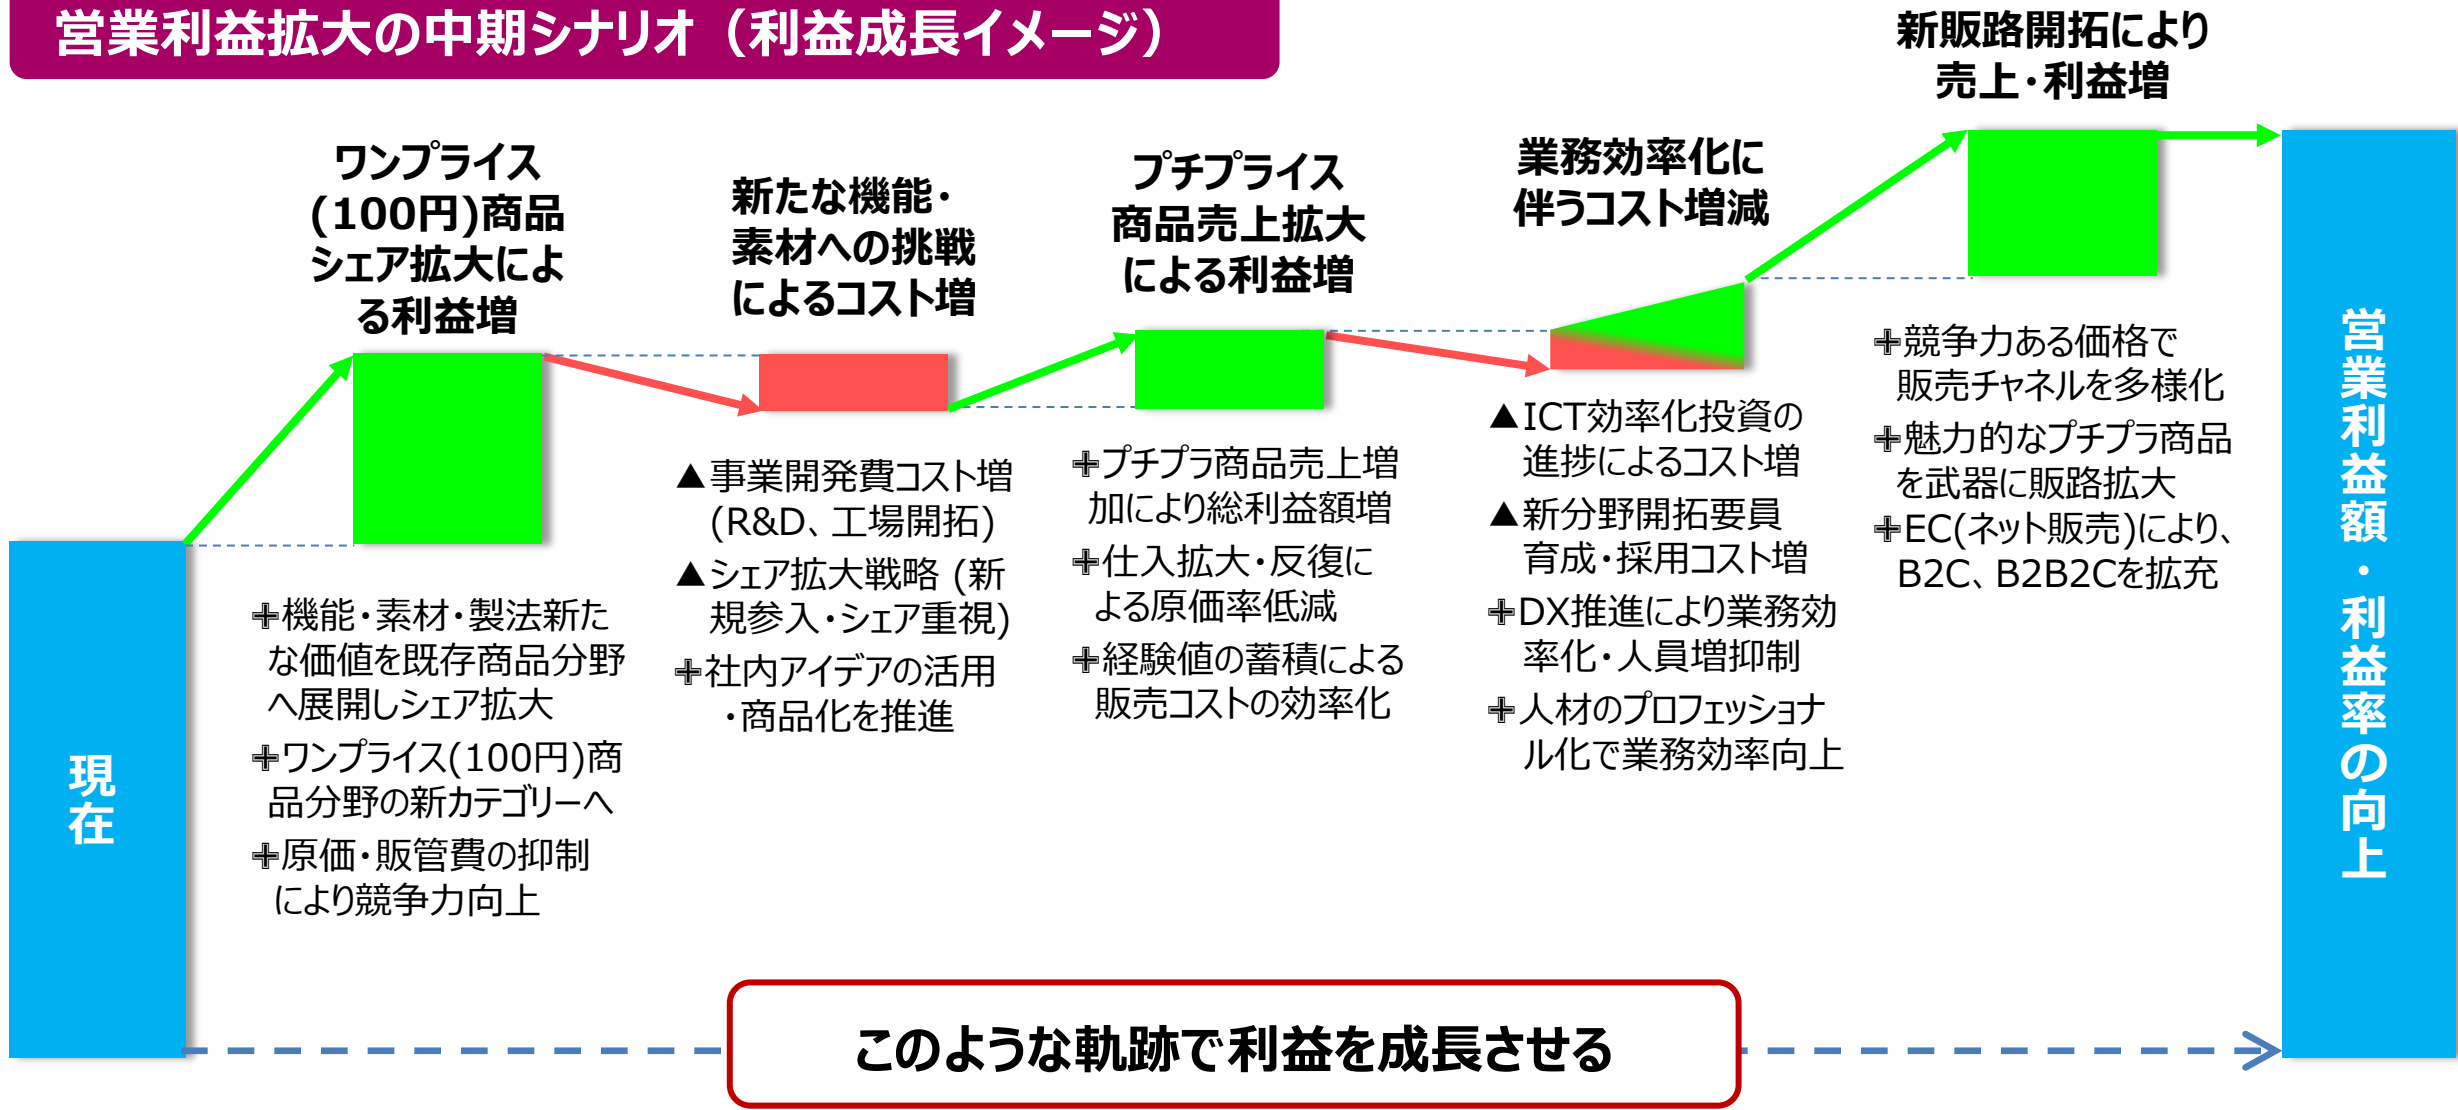 営業利益拡大の中期シナリオ（利益成長イメージ）
ワンプライス
(100円)商品
シェア拡大によ
る利益増
新たな機能・
素材への挑戦
によるコスト増
プチプライス
商品売上拡大
による利益増
業務効率化に
伴うコスト増減
新販路開拓により
売上・利益増
現在
✙機能・素材・製法新た
な価値を既存商品分野
へ展開しシェア拡大
✙ワンプライス(100円)商
品分野の新カテゴリーへ
✙原価・販管費の抑制
により競争力向上
▲事業開発費コスト増
(R&D、工場開拓)
▲シェア拡大戦略 (新
規参入・シェア重視)
✙社内アイデアの活用
・商品化を推進
✙プチプラ商品売上増
加により総利益額増
✙仕入拡大・反復に
よる原価率低減
✙経験値の蓄積による
販売コストの効率化
▲ICT効率化投資の
進捗によるコスト増
▲新分野開拓要員
育成・採用コスト増
✙DX推進により業務効
率化・人員増抑制
✙人材のプロフェッショナ
ル化で業務効率向上
✙競争力ある価格で
販売チャネルを多様化
✙魅力的なプチプラ商品
を武器に販路拡大
✙EC(ネット販売)により、
B2C、B2B2Cを拡充
営業利益額・利益率の向上
このような軌跡で利益を成長させる